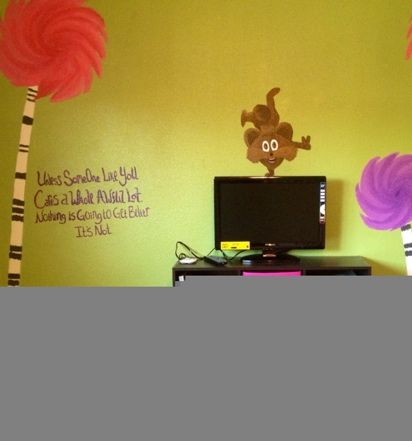 Unless SomeOne Like You
Cares a Whole Awful Lot
Nothing is Going to Get Better
It's Not